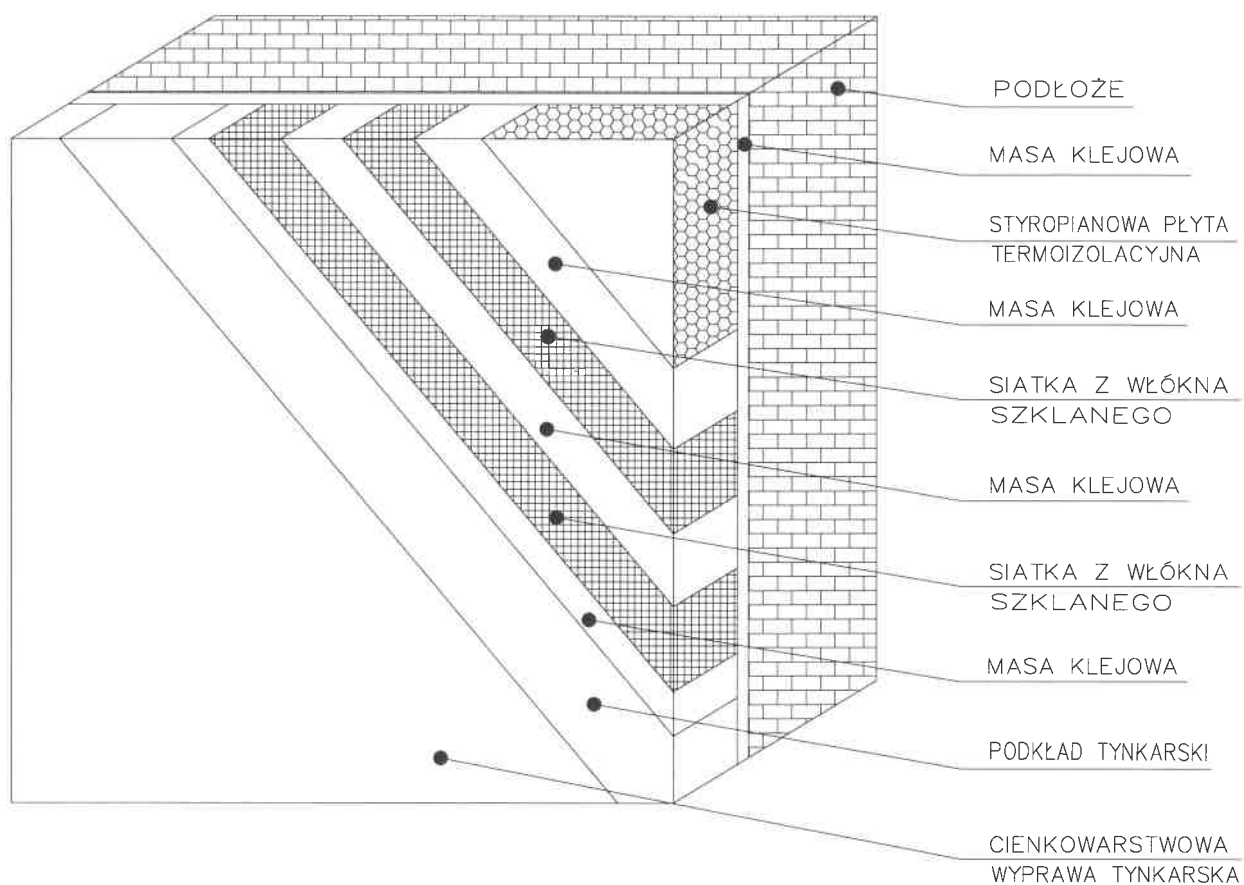 PODŁOŻE
MASA KLEJOWA
STYROPIANOWA PŁYTA
TERMOIZOLACYJNA
MASA KLEJOWA
SIATKA Z WŁÓKNA
SZKLANEGO
MASA KLEJOWA
SIATKA Z WŁÓKNA
SZKLANEGO
MASA KLEJOWA
PODKŁAD TYNKARSKI
CIENKOWARSTWOWA
WYPRAWA TYNKARSKA